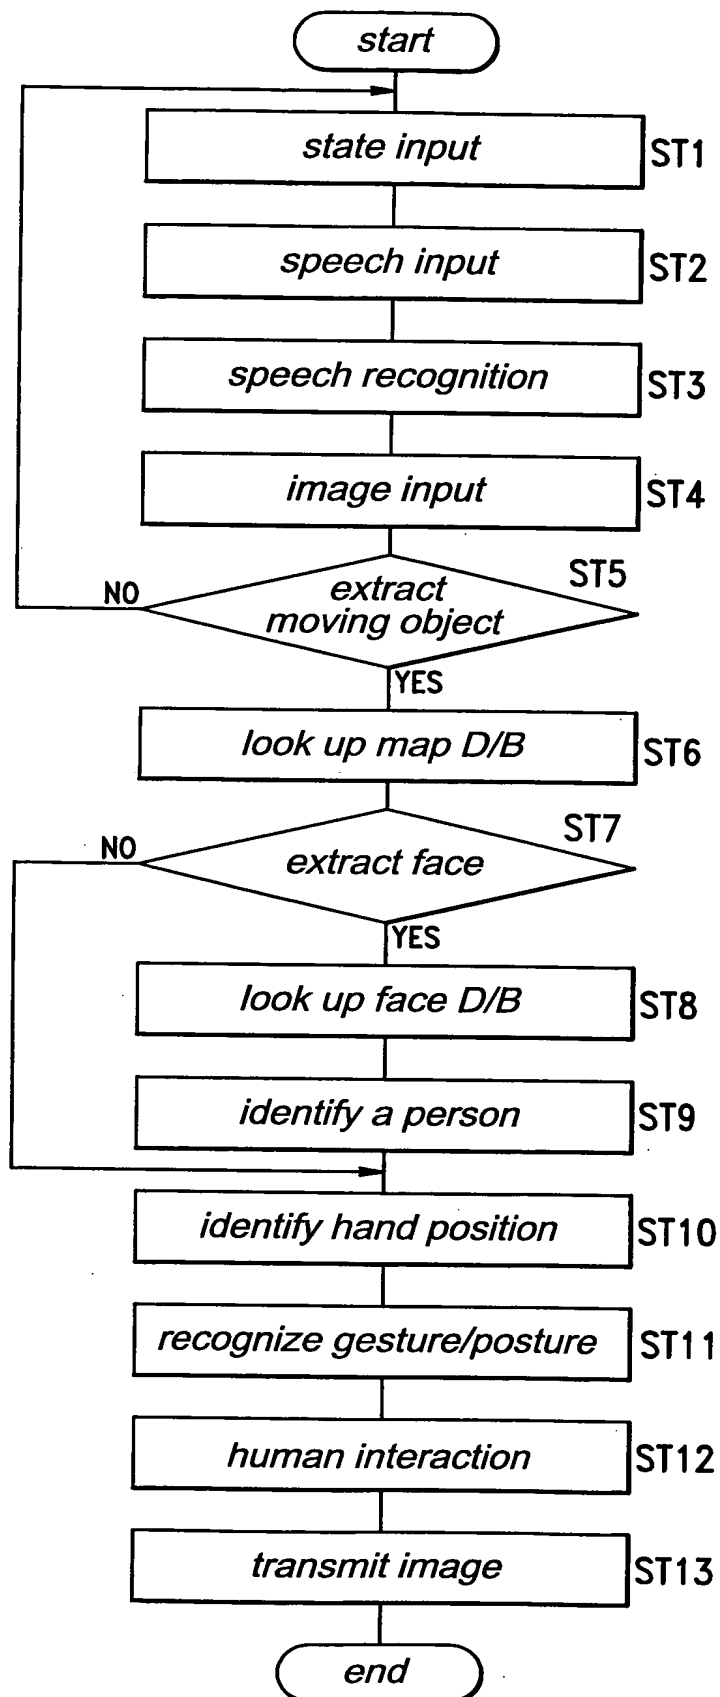 start
state input ST1
speech input ST2
speech recognition ST3
image input ST4
ST5
extract
moving object
NO
YES
look up map D/B ST6
ST7
NO
extract face
YES
look up face D/B ST8
identify a person ST9
identify hand position ST10
recognize gesture/posture ST11
human interaction ST12
transmit image ST13
end